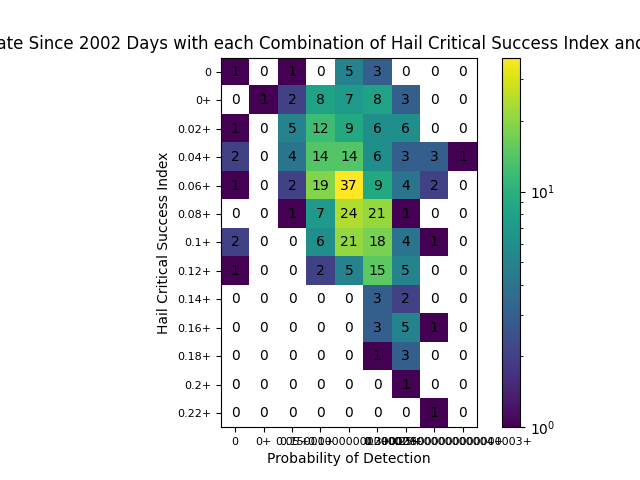 ate Since 2002 Days with each Combination of Hail Critical Success Index and
Hail Critical Success Index
0 1 0 1 0 5 3 0 0 0
0+ 0 1 2 8 7 8 3 0 0
0.02+ 1 0 5 12 9 6 6 0 0
0.04+ 2 0 4 14 14 6 3 3 1
0.06+ 1 0 2 19 37 9 4 2 0
0.08+ 0 0 1 7 24 21 1 0 0
0.1+ 2 0 0 6 21 18 4 1 0
0.12+ 1 0 0 2 5 15 5 0 0
0.14+ 0 0 0 0 0 3 2 0 0
0.16+ 0 0 0 0 0 3 5 1 0
0.18+ 0 0 0 0 0 1 3 0 0
0.2+ 0 0 0 0 0 0 1 0 0
0.22+ 0 0 0 0 0 0 0 1 0
0 0+
Probability of Detection
10¹
10⁰